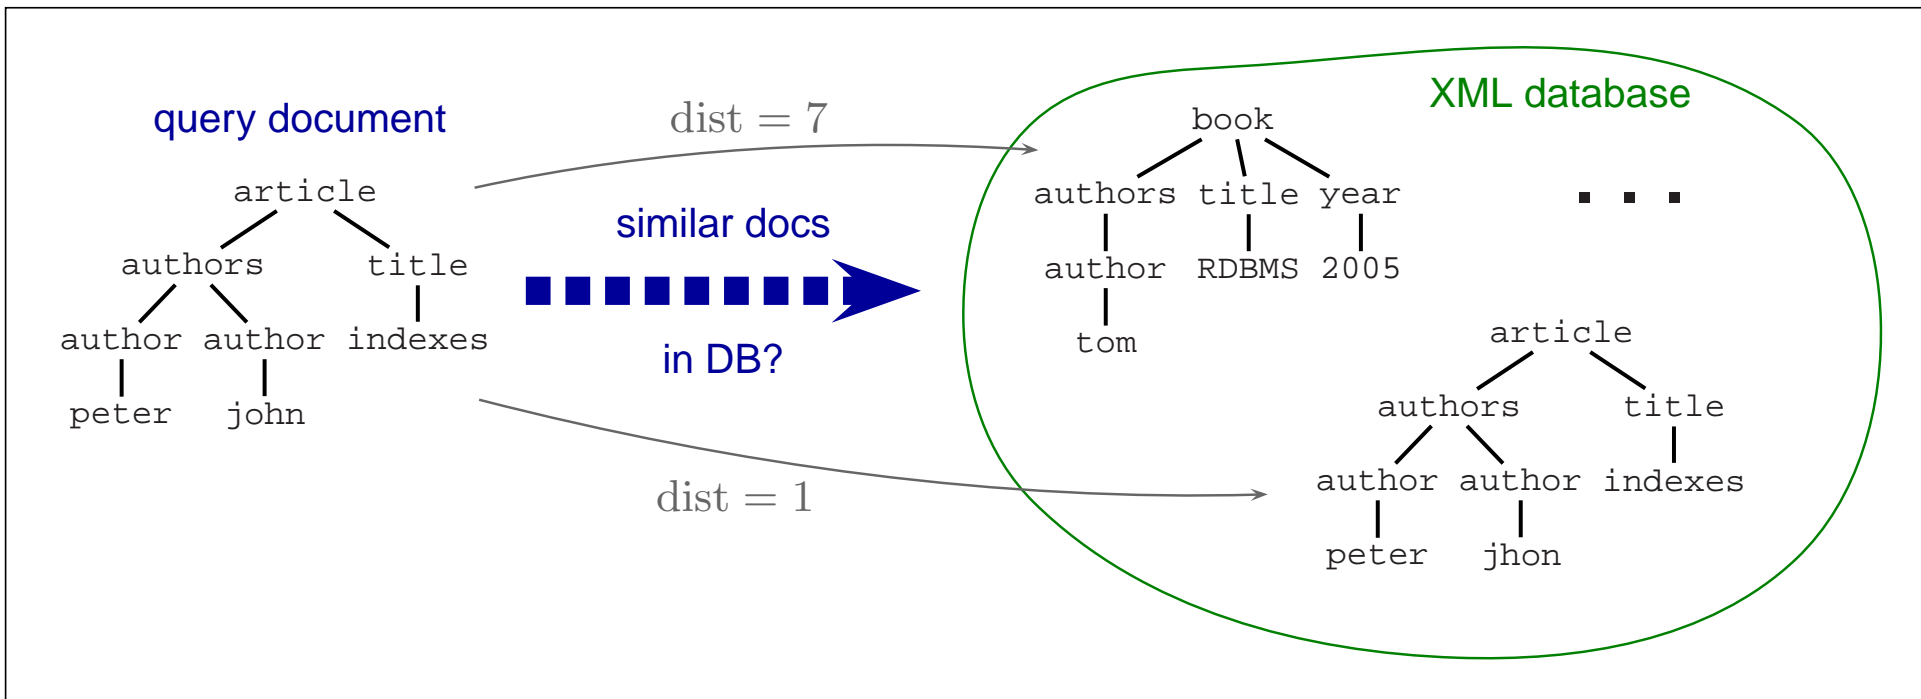 query document
article
authors title
author author indexes
peter john
dist = 7
similar docs
in DB?
dist = 1
XML database
book
authors title year
author RDBMS 2005
tom
. . .
article
authors title
author author indexes
peter jhon